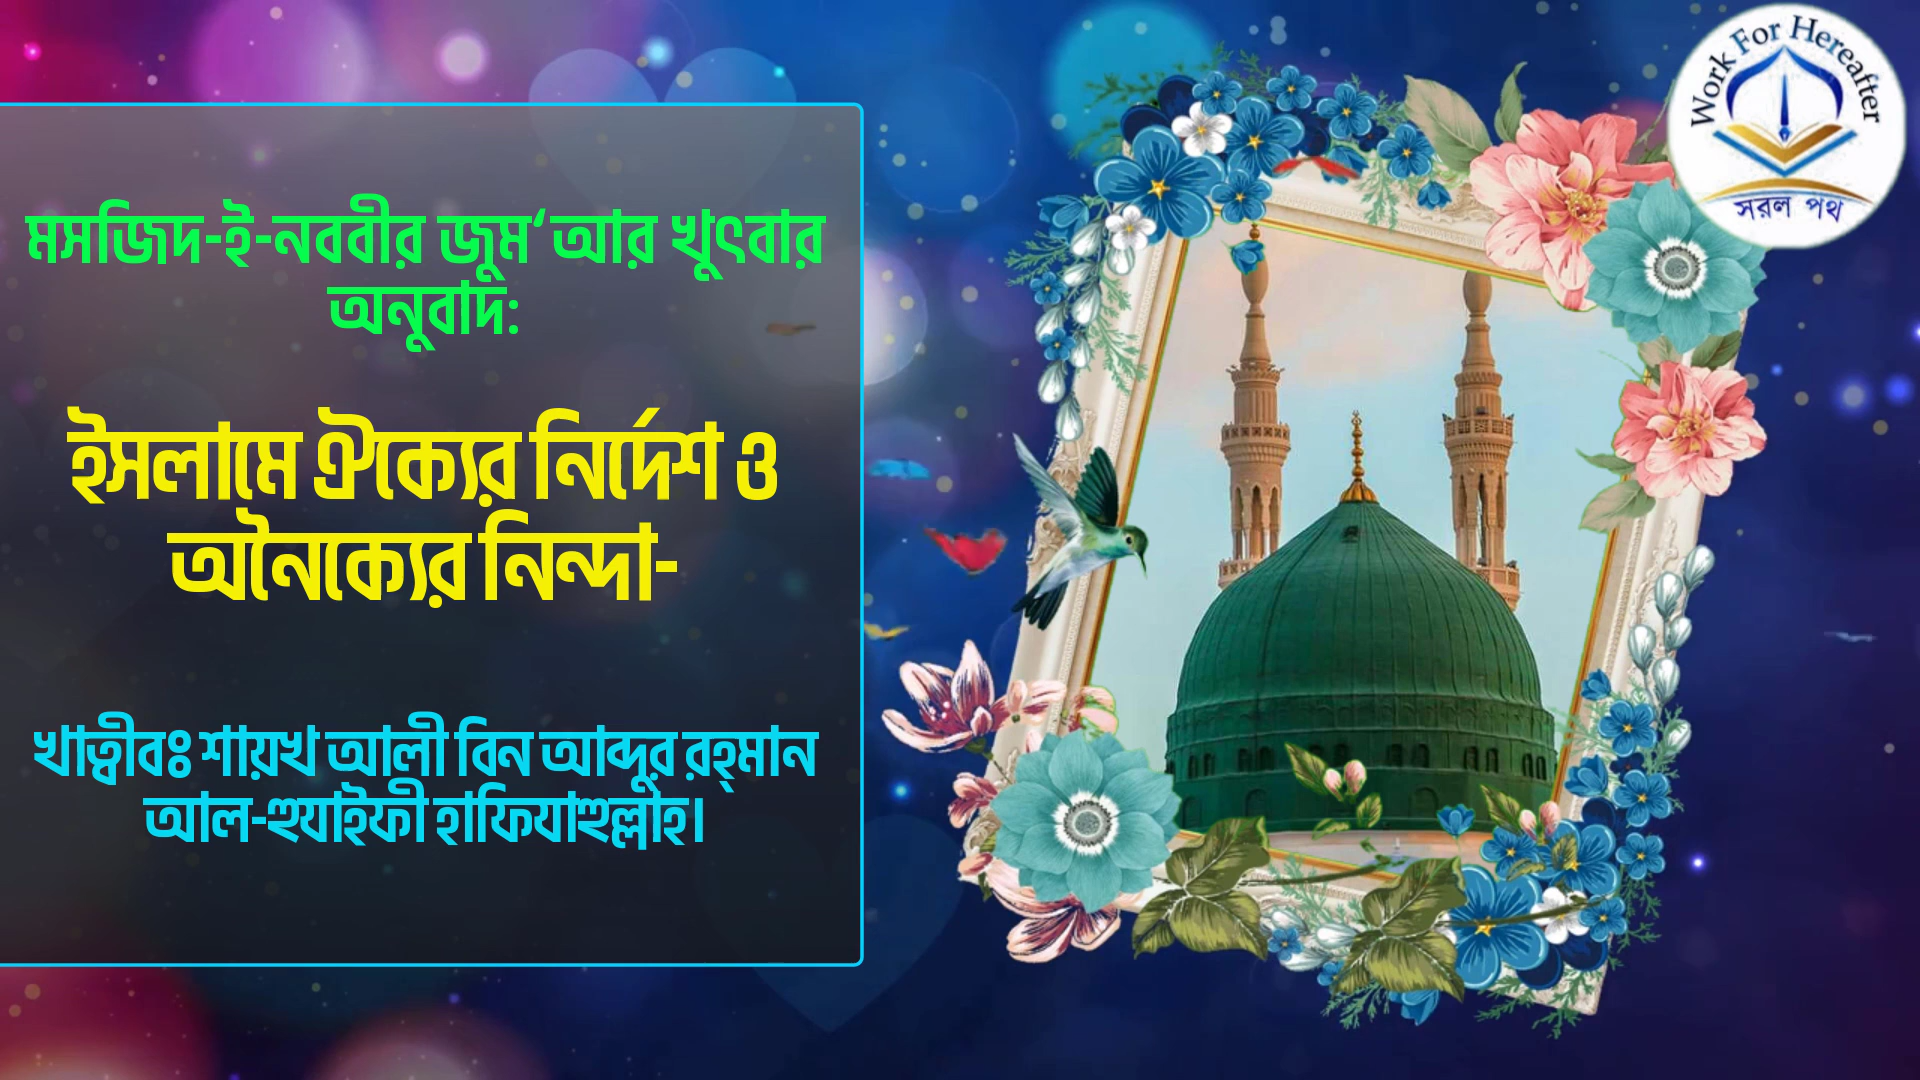 মসজিদ-ই-নববীর জুম‘আর খুৎবার
অনুবাদ:
ইসলামে ঐক্যের নির্দেশ ও
অনৈক্যের নিন্দা-
খাত্বীবঃ শায়খ আলী বিন আব্দুর রহ্মান
আল-হুযাইফী হাফিযাহুল্লাহ।
Work For Hereafter
সরল পথ